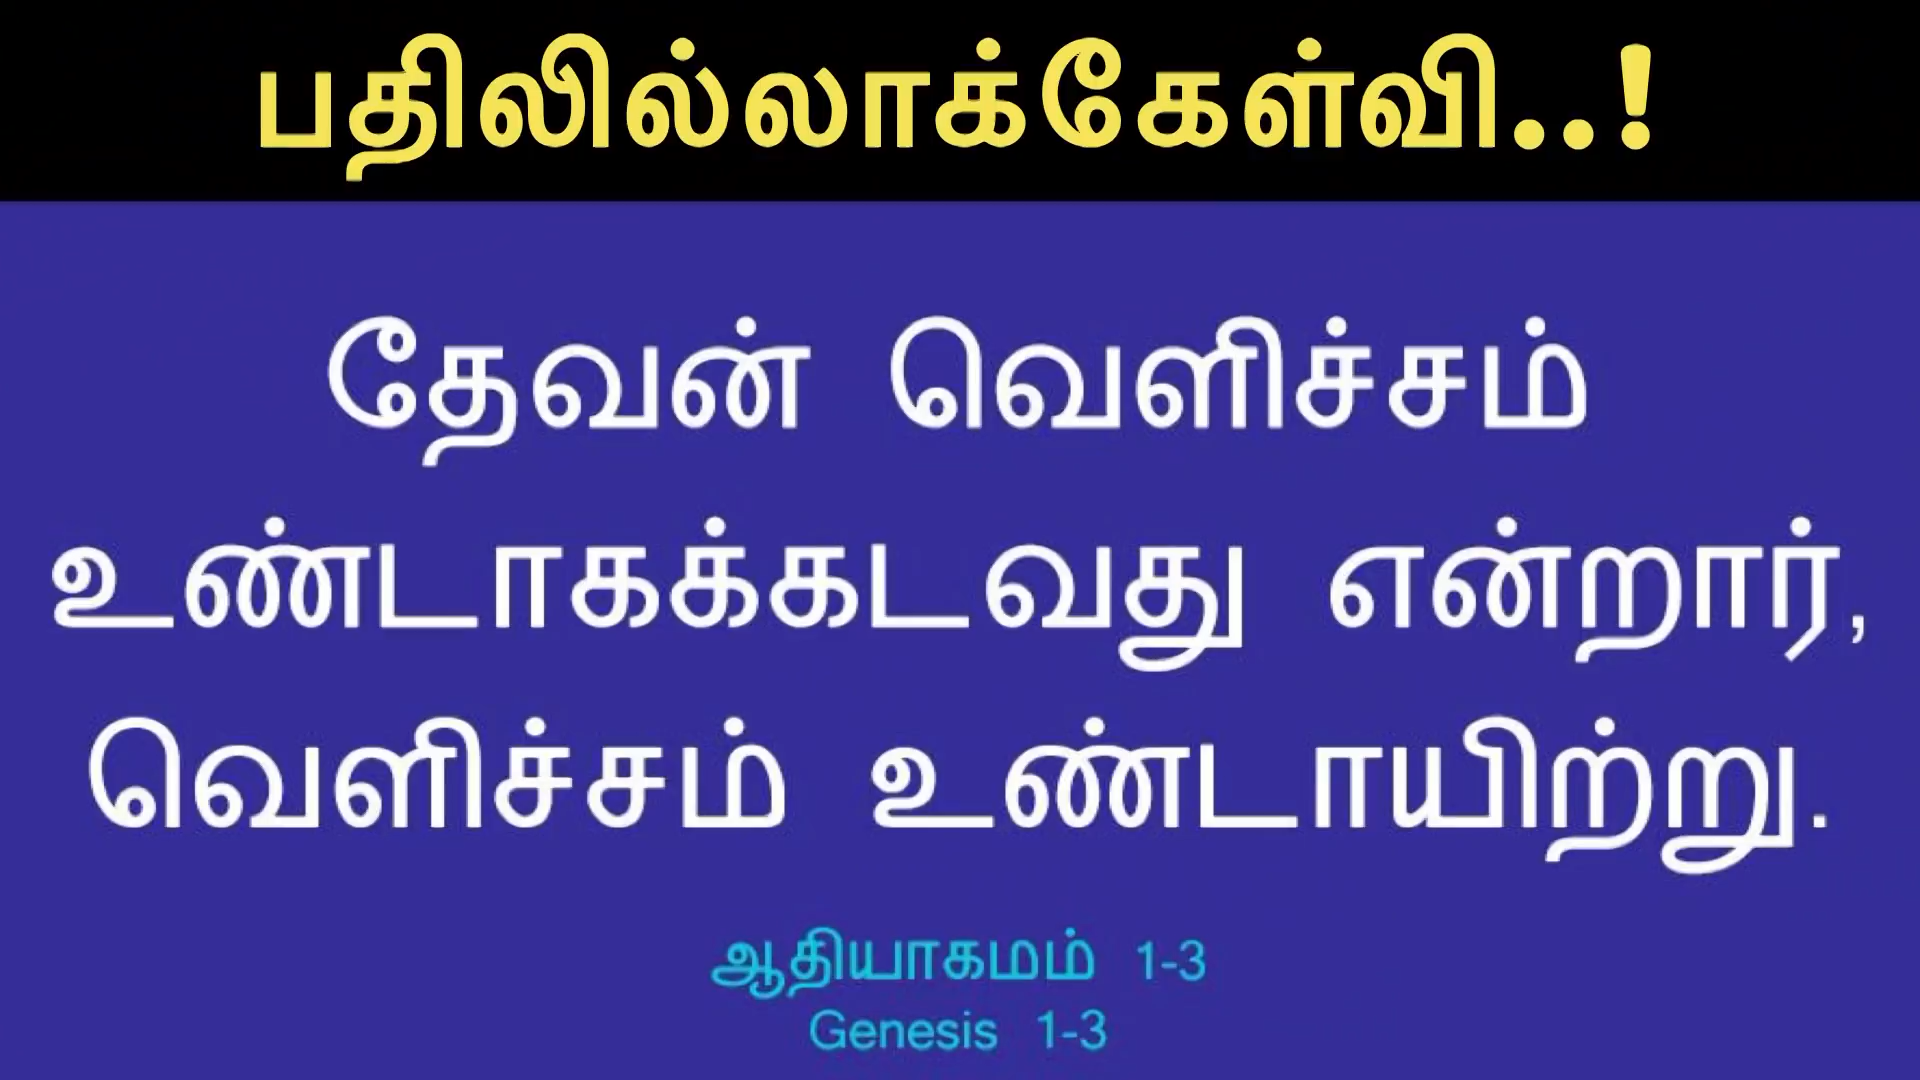 பதிலில்லாக்கேள்வி..!
தேவன் வெளிச்சம்
உண்டாகக்கடவது என்றார்,
வெளிச்சம் உண்டாயிற்று.
ஆதியாகமம் 1-3
Genesis 1-3